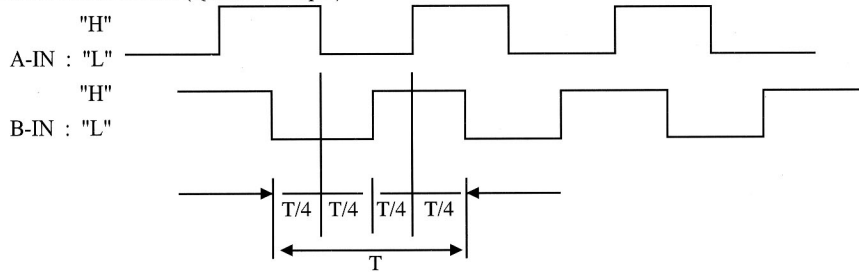 "H"
A-IN : "L"
"H"
B-IN : "L"
T/4 T/4 T/4 T/4
T